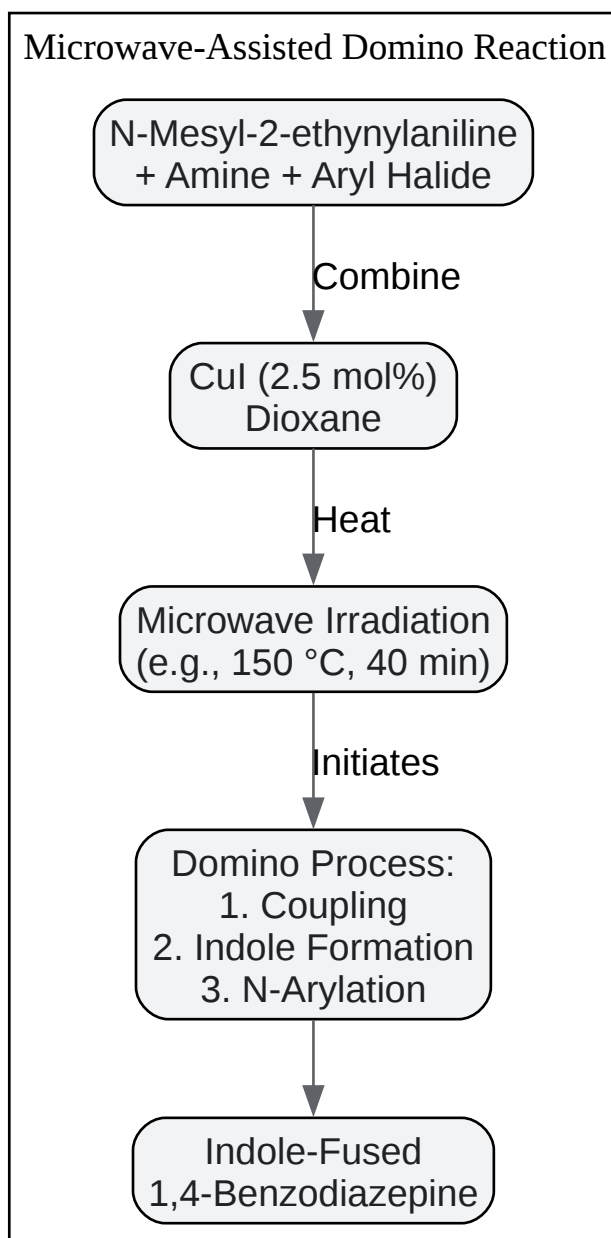 Microwave-Assisted Domino Reaction
N-Mesyl-2-ethynylaniline
+ Amine + Aryl Halide
Combine
CuI (2.5 mol%)
Dioxane
Heat
Microwave Irradiation
(e.g., 150 °C, 40 min)
Initiates
Domino Process:
1. Coupling
2. Indole Formation
3. N-Arylation
Indole-Fused
1,4-Benzodiazepine